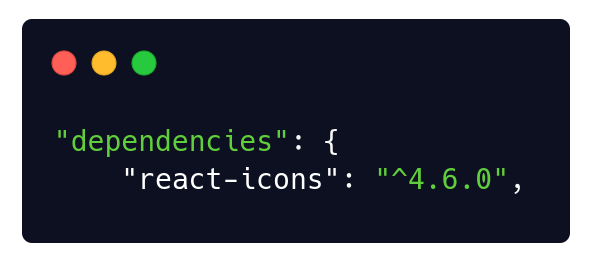 "dependencies": {
"react-icons": "^4.6.0",